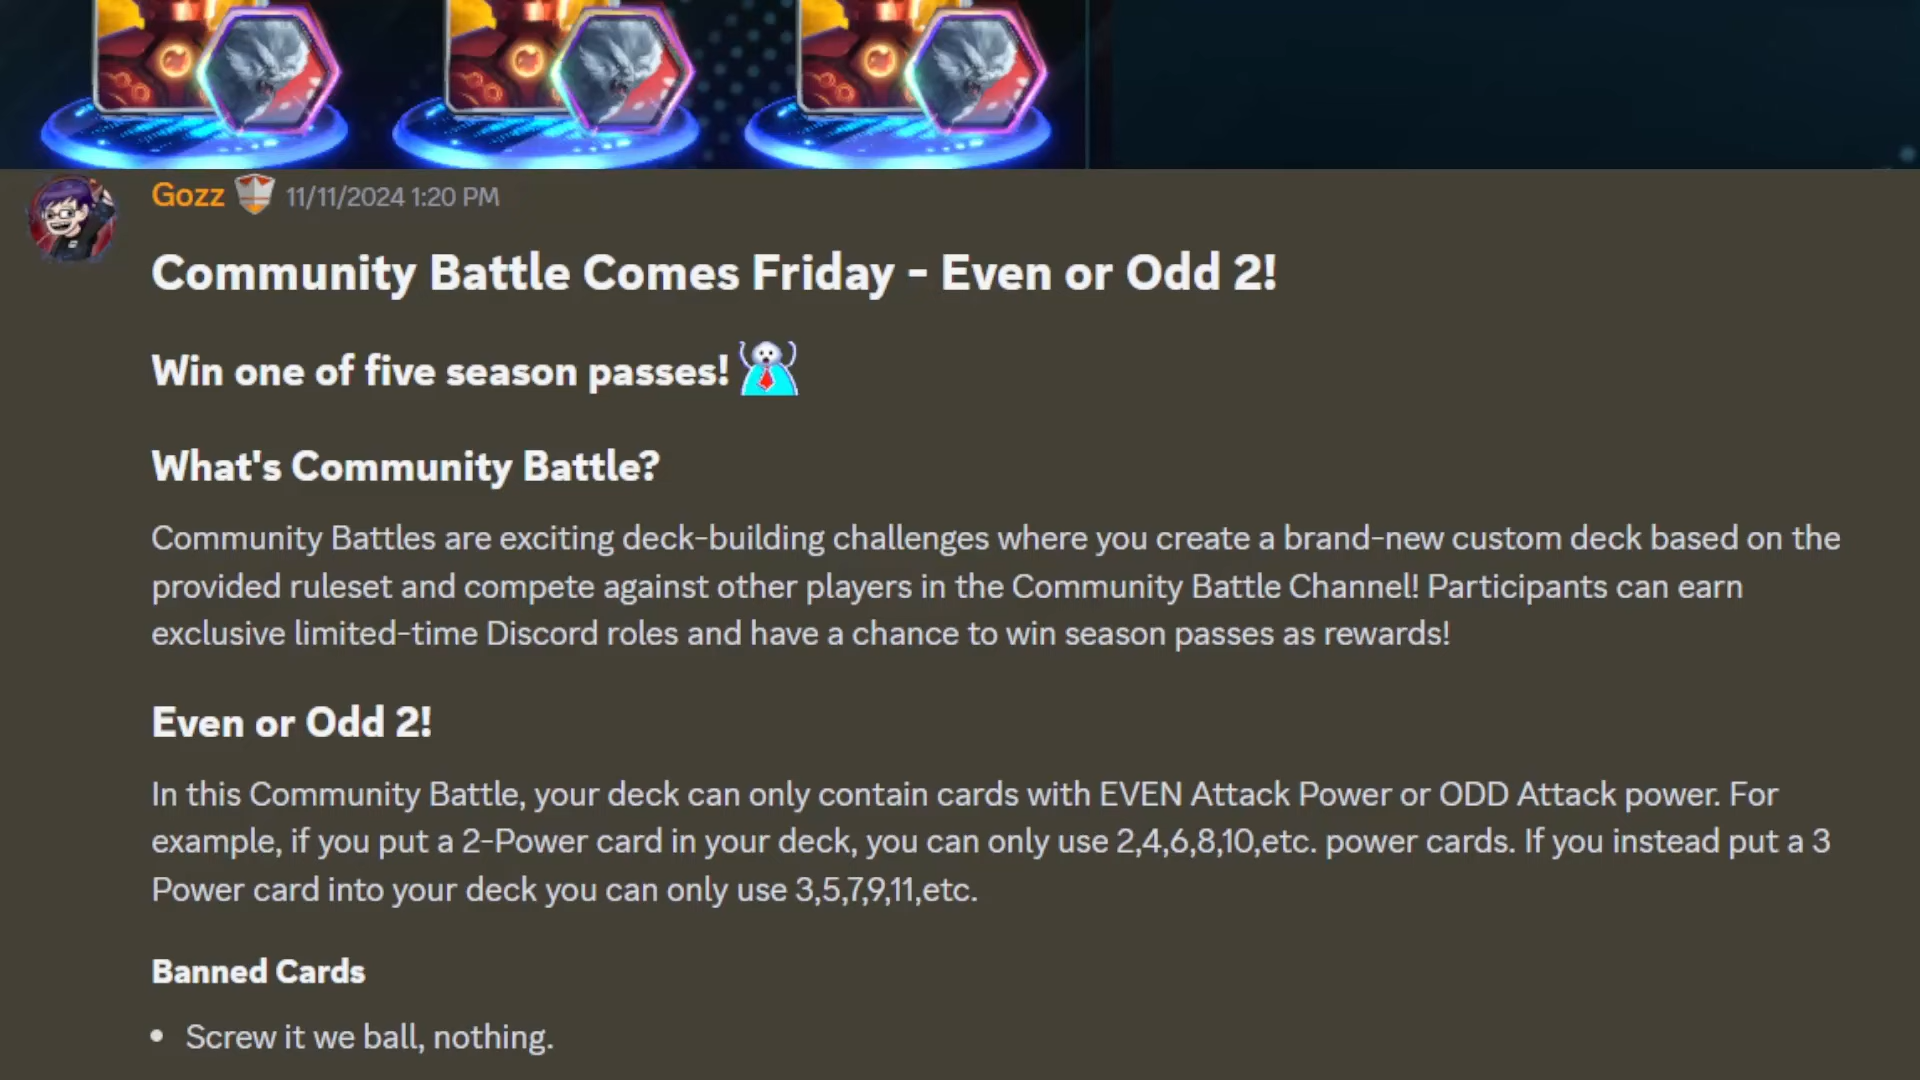 Gozz 11/11/2024 1:20 PM
Community Battle Comes Friday - Even or Odd 2!
Win one of five season passes!
What's Community Battle?
Community Battles are exciting deck-building challenges where you create a brand-new custom deck based on the
provided ruleset and compete against other players in the Community Battle Channel! Participants can earn
exclusive limited-time Discord roles and have a chance to win season passes as rewards!
Even or Odd 2!
In this Community Battle, your deck can only contain cards with EVEN Attack Power or ODD Attack power. For
example, if you put a 2-Power card in your deck, you can only use 2,4,6,8,10,etc. power cards. If you instead put a 3
Power card into your deck you can only use 3,5,7,9,11,etc.
Banned Cards
• Screw it we ball, nothing.